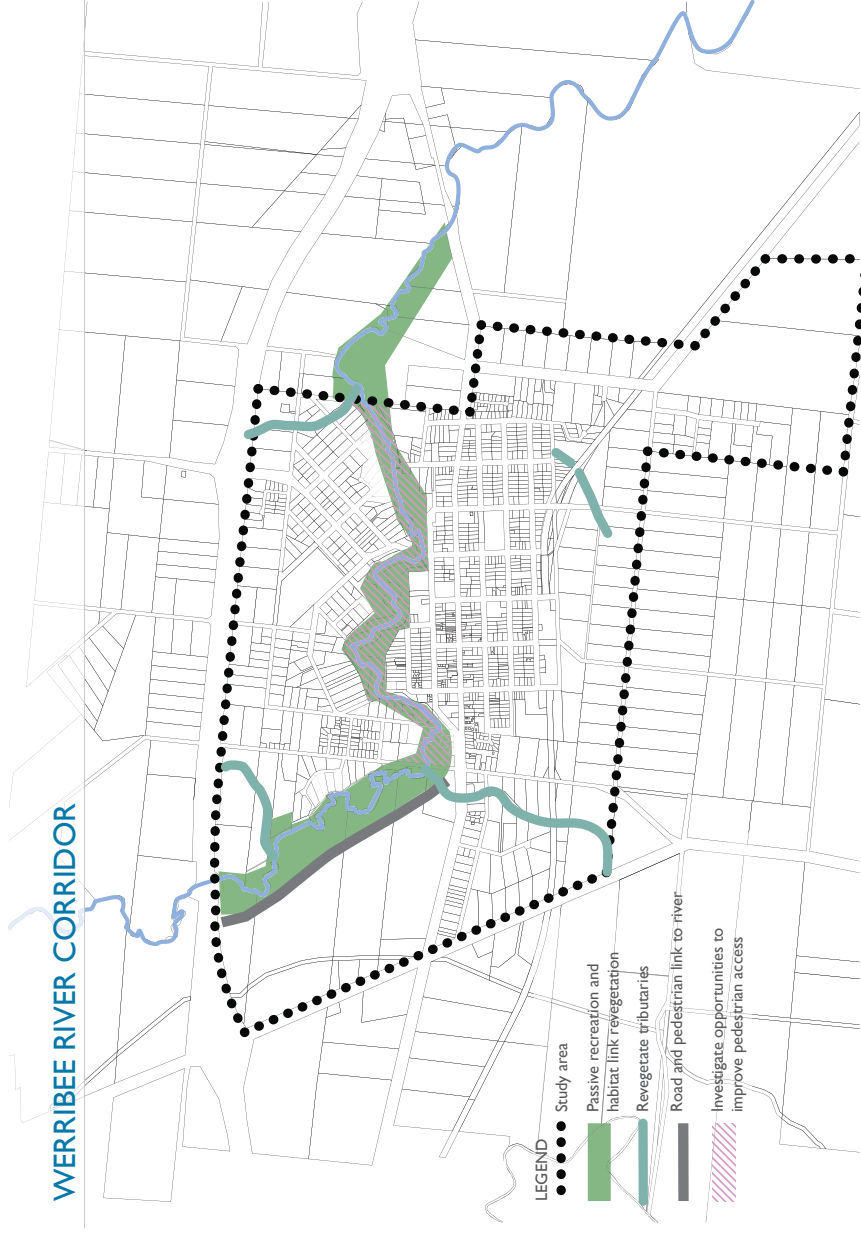 WERRIBEE RIVER CORRIDOR
LEGEND
Study area
Passive recreation and
habitat link revegetation
Revegetate tributaries
Road and pedestrian link to river
Investigate opportunities to
improve pedestrian access